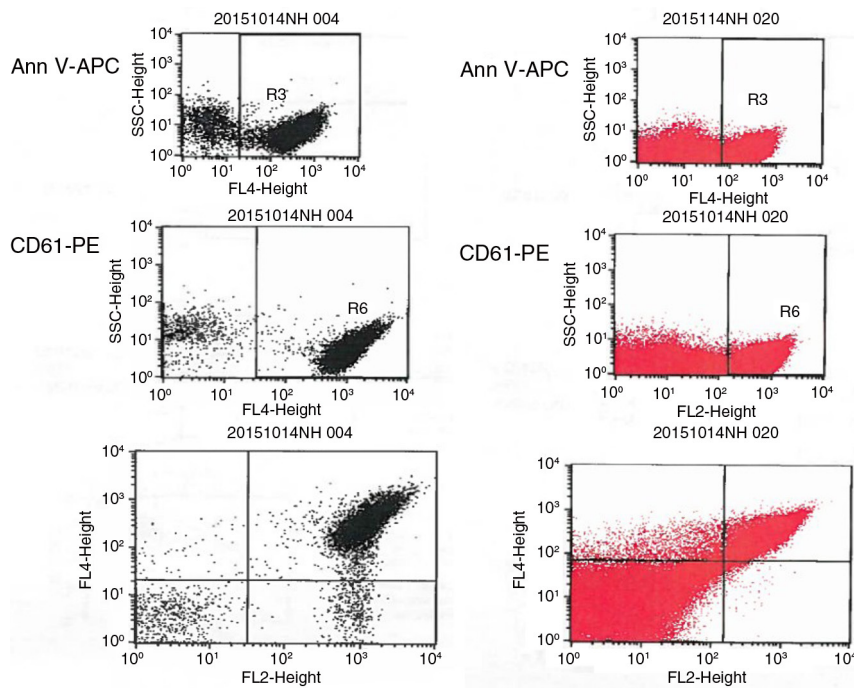 20151014NH 004
Ann V-APC
SSC-Height
10⁴
10³
10²
10¹
10⁰
R3
10⁰ 10¹ 10² 10³ 10⁴
FL4-Height
2015114NH 020
Ann V-APC
SSC-Height
10⁴
10³
10²
10¹
10⁰
R3
10⁰ 10¹ 10² 10³ 10⁴
FL4-Height
20151014NH 004
CD61-PE
SSC-Height
10⁴
10³
10²
10¹
10⁰
R6
10⁰ 10¹ 10² 10³ 10⁴
FL4-Height
20151014NH 020
CD61-PE
SSC-Height
10⁴
10³
10²
10¹
10⁰
R6
10⁰ 10¹ 10² 10³ 10⁴
FL2-Height
20151014NH 004
FL4-Height
10⁴
10³
10²
10¹
10⁰
10⁰ 10¹ 10² 10³ 10⁴
FL2-Height
20151014NH 020
FL4-Height
10⁴
10³
10²
10¹
10⁰
10⁰ 10¹ 10² 10³ 10⁴
FL2-Height